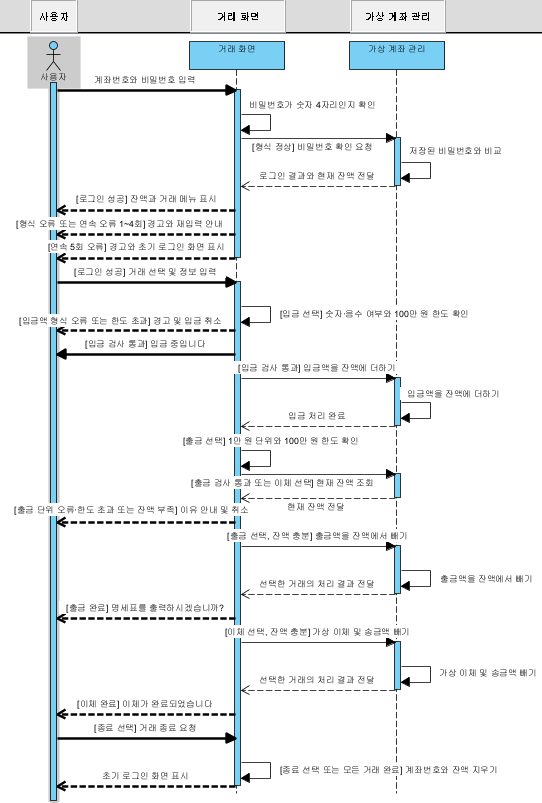 사용자
거래 화면
가상 계좌 관리
거래 화면
가상 계좌 관리
사용자
계좌번호와 비밀번호 입력
비밀번호가 숫자 4자리인지 확인
[형식 정상] 비밀번호 확인 요청
저장된 비밀번호와 비교
로그인 결과와 현재 잔액 전달
[로그인 성공] 잔액과 거래 메뉴 표시
[형식 오류 또는 연속 오류 1~4회] 경고와 재입력 안내
[연속 5회 오류] 경고와 초기 로그인 화면 표시
[로그인 성공] 거래 선택 및 정보 입력
[입금 선택] 숫자·음수 여부와 100만 원 한도 확인
[입금액 형식 오류 또는 한도 초과] 경고 및 입금 취소
[입금 검사 통과] 입금 중입니다
[입금 검사 통과] 입금액을 잔액에 더하기
입금액을 잔액에 더하기
입금 처리 완료
[출금 선택] 1만 원 단위와 100만 원 한도 확인
[출금 검사 통과 또는 이체 선택] 현재 잔액 조회
현재 잔액 전달
[출금 단위 오류·한도 초과 또는 잔액 부족] 이유 안내 및 취소
[출금 선택, 잔액 충분] 출금액을 잔액에서 빼기
출금액을 잔액에서 빼기
선택한 거래의 처리 결과 전달
[출금 완료] 명세표를 출력하시겠습니까?
[이체 선택, 잔액 충분] 가상 이체 및 송금액 빼기
가상 이체 및 송금액 빼기
선택한 거래의 처리 결과 전달
[이체 완료] 이체가 완료되었습니다
[종료 선택] 거래 종료 요청
[종료 선택 또는 모든 거래 완료] 계좌번호와 잔액 지우기
초기 로그인 화면 표시